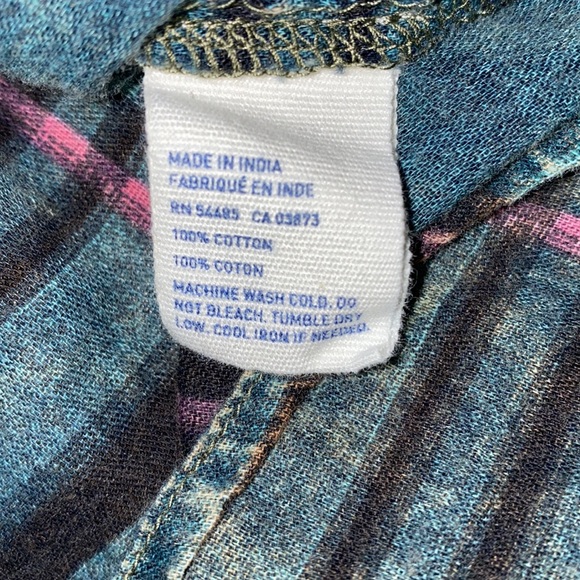 MADE IN INDIA
FABRIQUÉ EN INDE
RN 54485 CA 03873
100% COTTON
100% COTON
MACHINE WASH COLD. DO
NOT BLEACH. TUMBLE DRY
LOW. COOL IRON IF NEEDED.